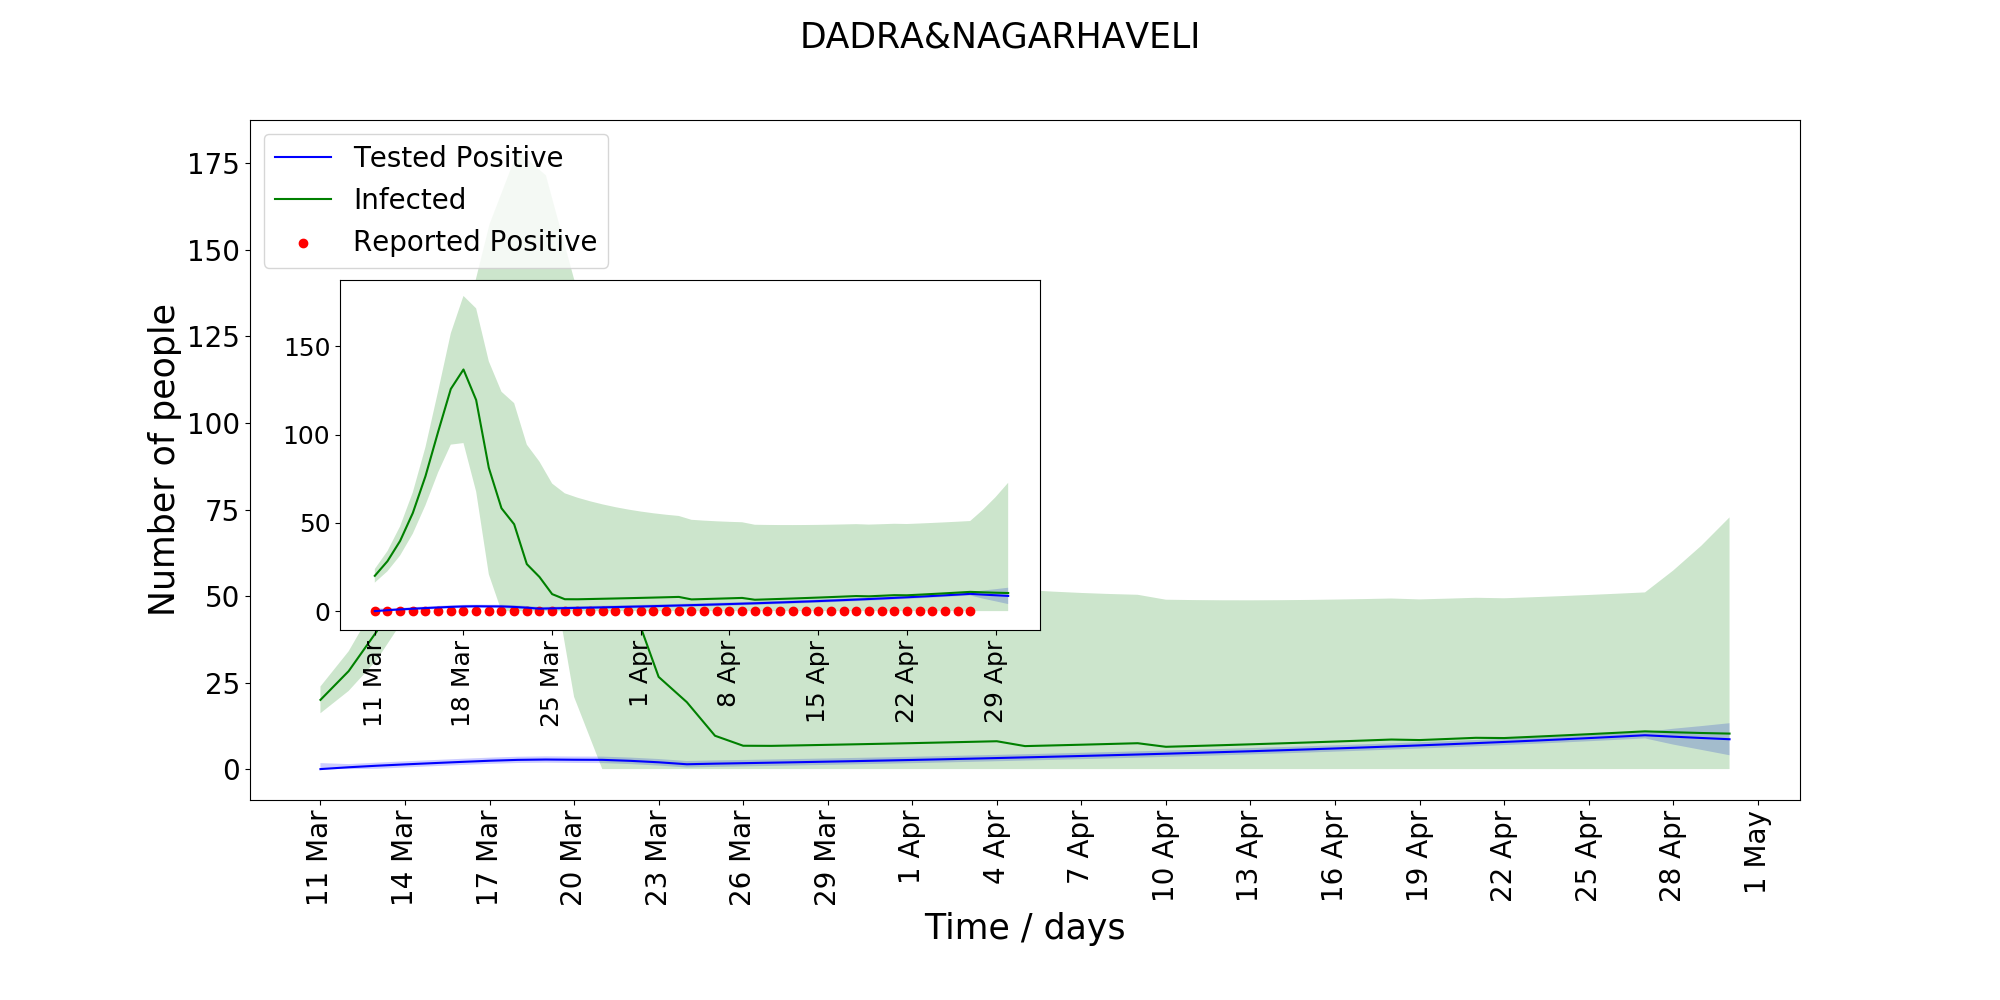 DADRA&NAGARHAVELI
Tested Positive
Infected
Reported Positive
Number of people
175
150
125
100
75
50
25
0
150
100
50
0
11 Mar
18 Mar
25 Mar
1 Apr
8 Apr
15 Apr
22 Apr
29 Apr
11 Mar
14 Mar
17 Mar
20 Mar
23 Mar
26 Mar
29 Mar
1 Apr
4 Apr
7 Apr
10 Apr
13 Apr
16 Apr
19 Apr
22 Apr
25 Apr
28 Apr
1 May
Time / days